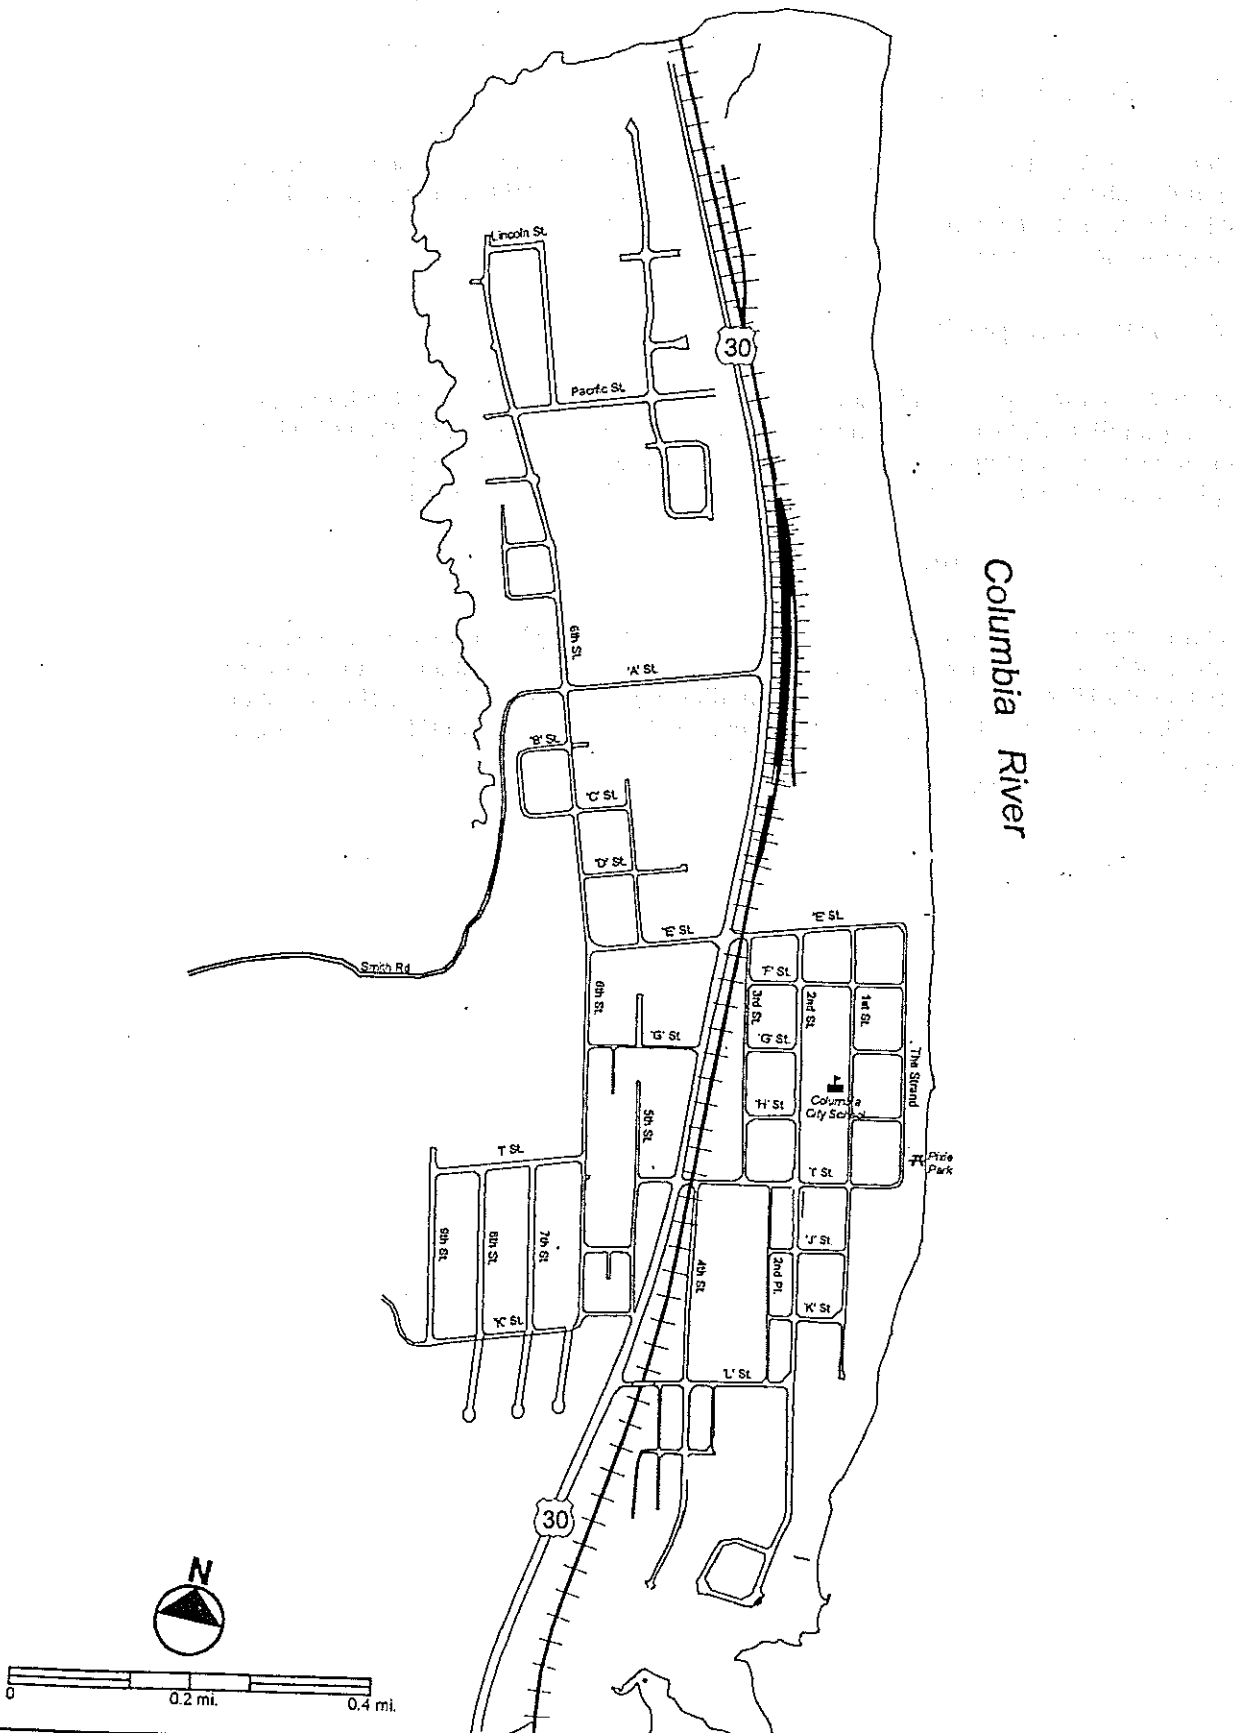 Lincoln St.
30
Pacific St.
Columbia River
6th St.
'A' St.
'B' St.
'C' St.
'D' St.
'E' St.
'E' St.
Smith Rd
'F' St.
6th St.
3rd St.
2nd St.
1st St.
'G' St.
'G' St.
The Strand
'H' St
Columbia
City School
5th St.
'I' St.
'I' St
Pixie
Park
9th St.
8th St.
7th St.
4th St
2nd Pl.
'J' St.
'K' St.
'K' St
'L' St.
30
N
0
0.2 mi.
0.4 mi.